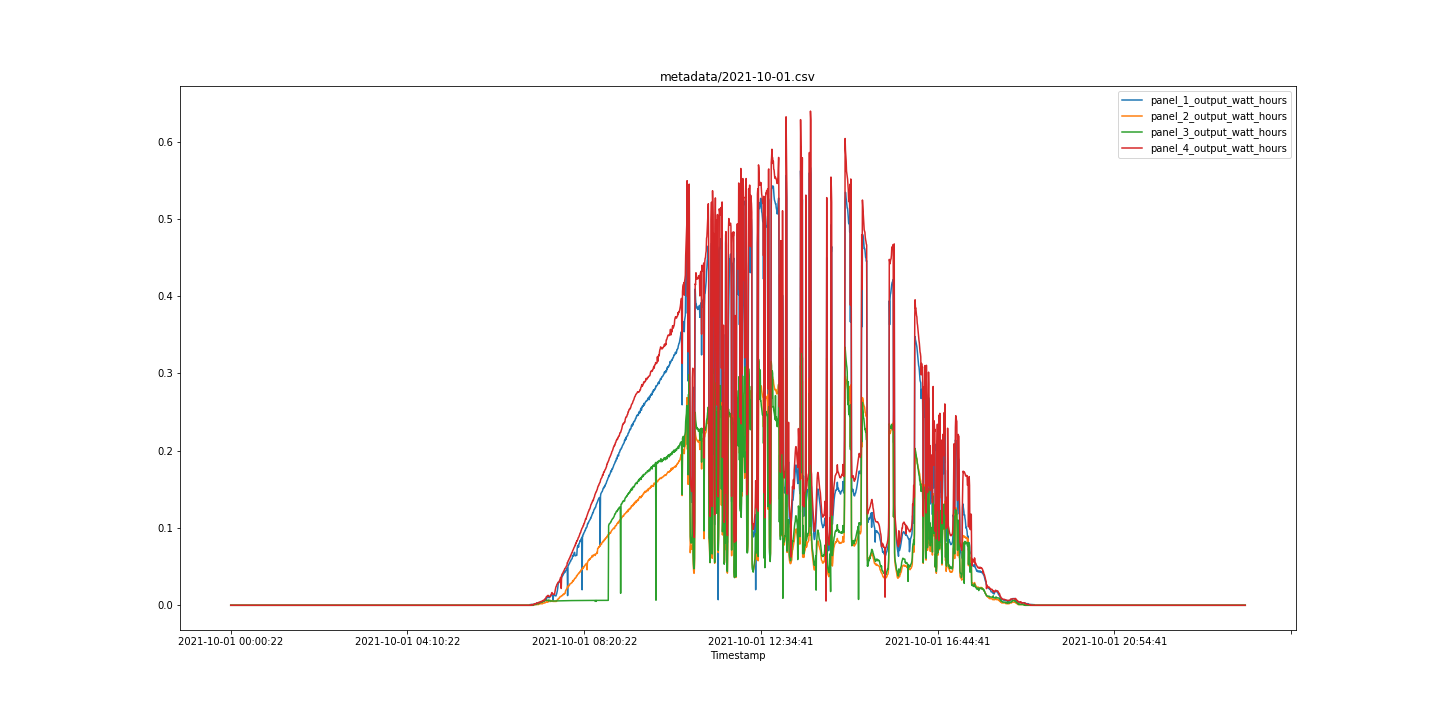 metadata/2021-10-01.csv
panel_1_output_watt_hours
panel_2_output_watt_hours
panel_3_output_watt_hours
panel_4_output_watt_hours
0.6
0.5
0.4
0.3
0.2
0.1
0.0
2021-10-01 00:00:22 2021-10-01 04:10:22 2021-10-01 08:20:22 2021-10-01 12:34:41 2021-10-01 16:44:41 2021-10-01 20:54:41
Timestamp